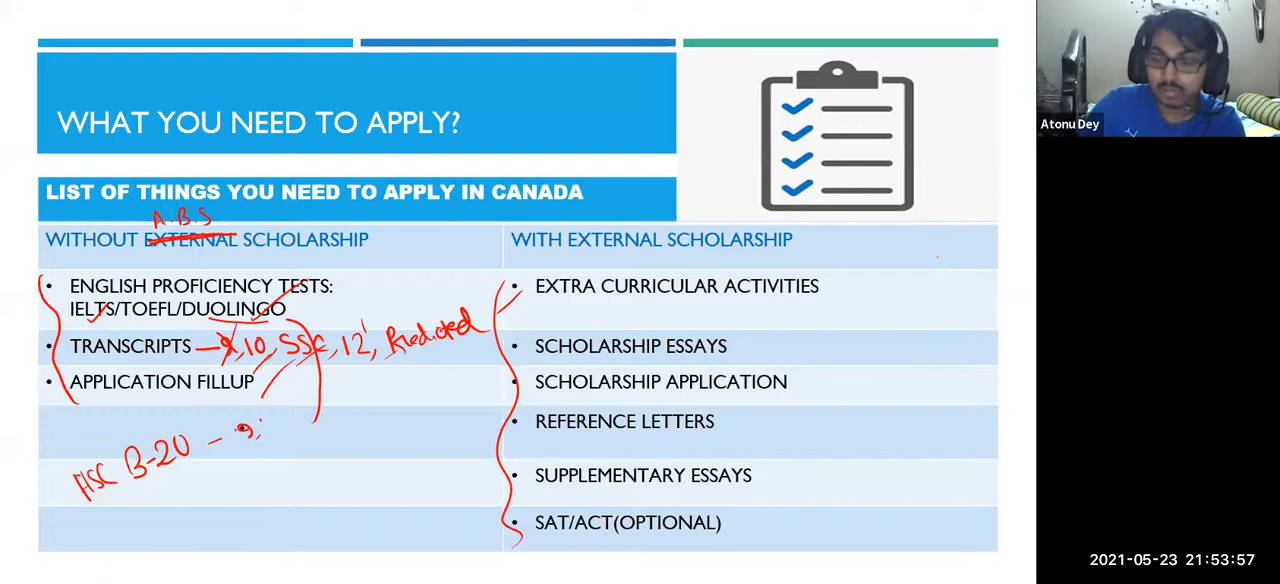 WHAT YOU NEED TO APPLY?
LIST OF THINGS YOU NEED TO APPLY IN CANADA
A.B.S
WITHOUT EXTERNAL SCHOLARSHIP
• ENGLISH PROFICIENCY TESTS:
IELTS/TOEFL/DUOLINGO
• TRANSCRIPTS — 9, 10, SSC, 12, Predicted
• APPLICATION FILLUP
HSC B-20 - 9
WITH EXTERNAL SCHOLARSHIP
• EXTRA CURRICULAR ACTIVITIES
• SCHOLARSHIP ESSAYS
• SCHOLARSHIP APPLICATION
• REFERENCE LETTERS
• SUPPLEMENTARY ESSAYS
• SAT/ACT(OPTIONAL)
Atonu Dey
2021-05-23 21:53:57